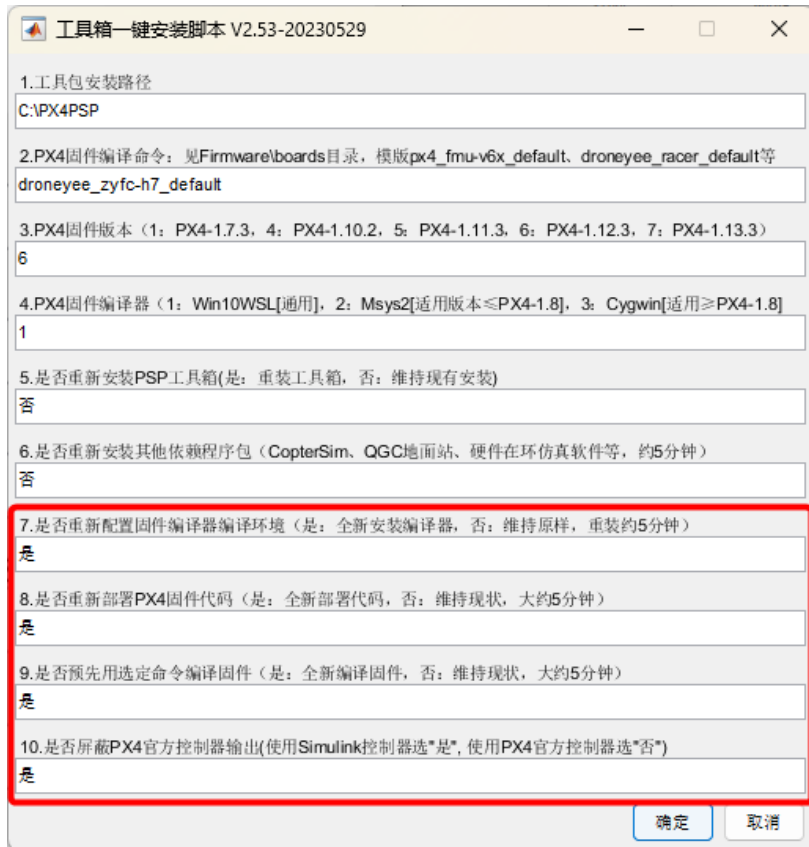 工具箱一键安装脚本 V2.53-20230529
1.工具包安装路径
C:\PX4PSP
2.PX4固件编译命令：见Firmware\boards目录，模版px4_fmu-v6x_default、droneyee_racer_default等
droneyee_zyfc-h7_default
3.PX4固件版本（1：PX4-1.7.3，4：PX4-1.10.2，5：PX4-1.11.3，6：PX4-1.12.3，7：PX4-1.13.3）
6
4.PX4固件编译器（1：Win10WSL[通用]，2：Msys2[适用版本≤PX4-1.8]，3：Cygwin[适用≥PX4-1.8]
1
5.是否重新安装PSP工具箱(是：重装工具箱，否：维持现有安装)
否
6.是否重新安装其他依赖程序包（CopterSim、QGC地面站、硬件在环仿真软件等，约5分钟）
否
7.是否重新配置固件编译器编译环境（是：全新安装编译器，否：维持原样，重装约5分钟）
是
8.是否重新部署PX4固件代码（是：全新部署代码，否：维持现状，大约5分钟）
是
9.是否预先用选定命令编译固件（是：全新编译固件，否：维持现状，大约5分钟）
是
10.是否屏蔽PX4官方控制器输出(使用Simulink控制器选"是", 使用PX4官方控制器选"否")
是
确定
取消